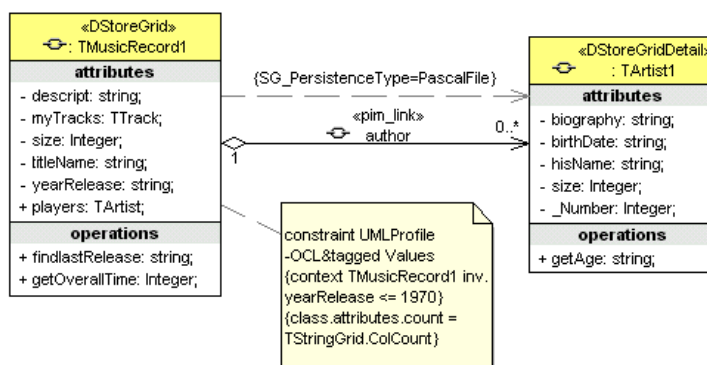 «DStoreGrid»
: TMusicRecord1
attributes
- descript: string;
- myTracks: TTrack;
- size: Integer;
- titleName: string;
- yearRelease: string;
+ players: TArtist;
operations
+ findlastRelease: string;
+ getOverallTime: Integer;
{SG_PersistenceType=PascalFile}
«pim_link»
author
1
0..*
«DStoreGridDetail»
: TArtist1
attributes
- biography: string;
- birthDate: string;
- hisName: string;
- size: Integer;
- _Number: Integer;
operations
+ getAge: string;
constraint UMLProfile
-OCL&tagged Values
{context TMusicRecord1 inv.
yearRelease <= 1970}
{class.attributes.count =
TStringGrid.ColCount}